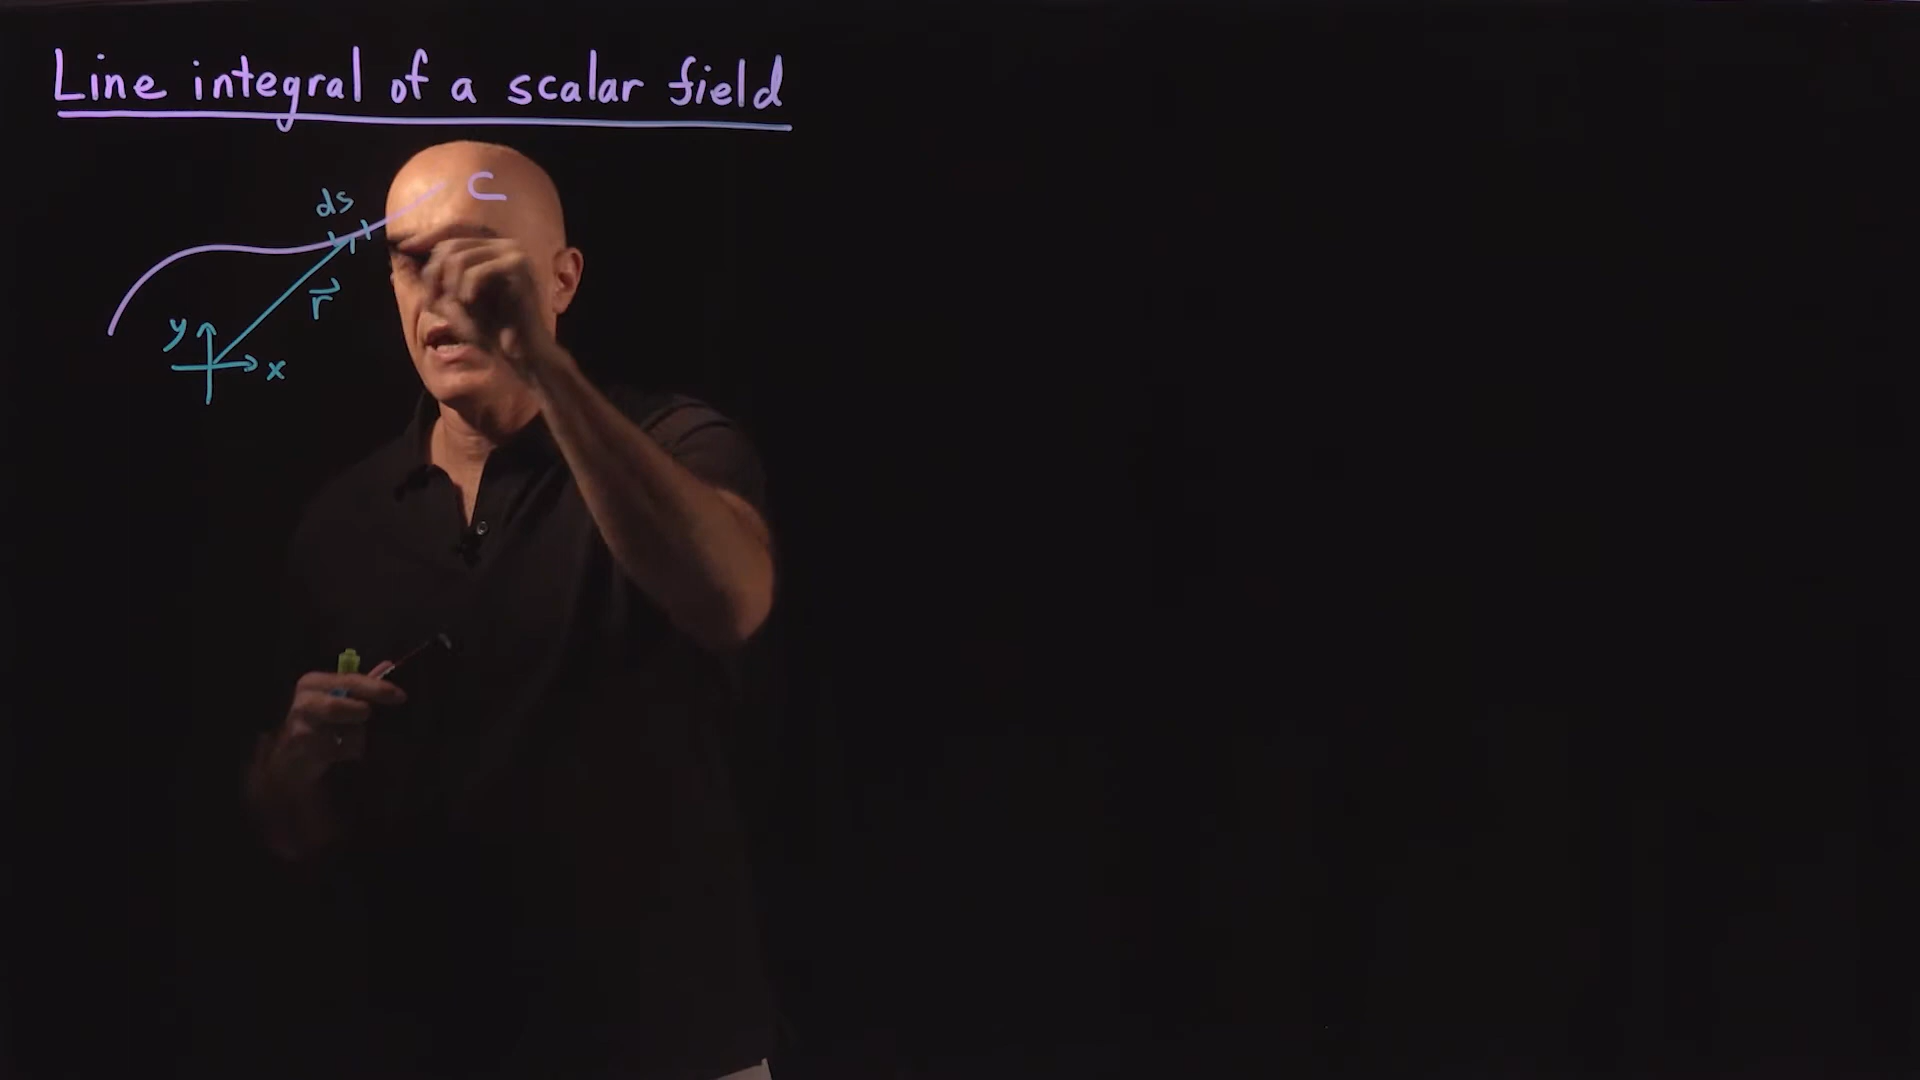 Line integral of a scalar field
C
ds
r⃗
y
x